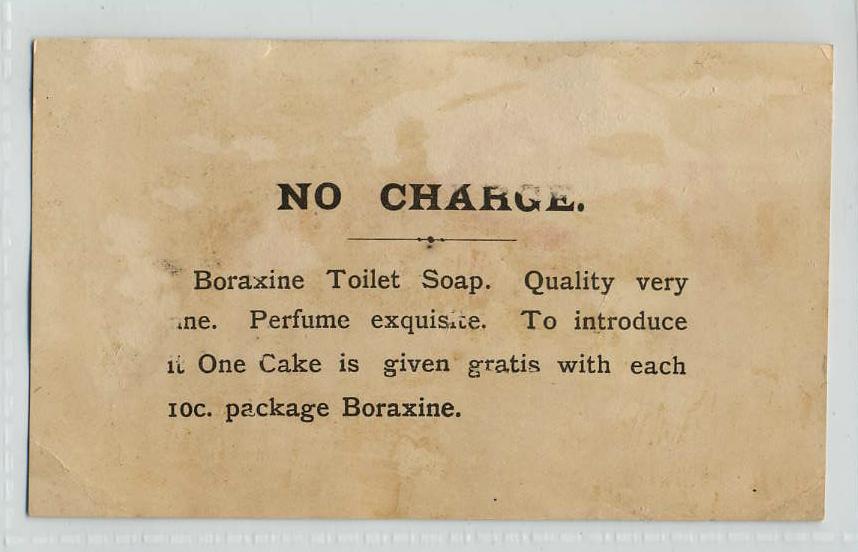 NO CHARGE.
Boraxine Toilet Soap. Quality very
Perfume exquisite. To introduce
it One Cake is given gratis with each
10c. package Boraxine.